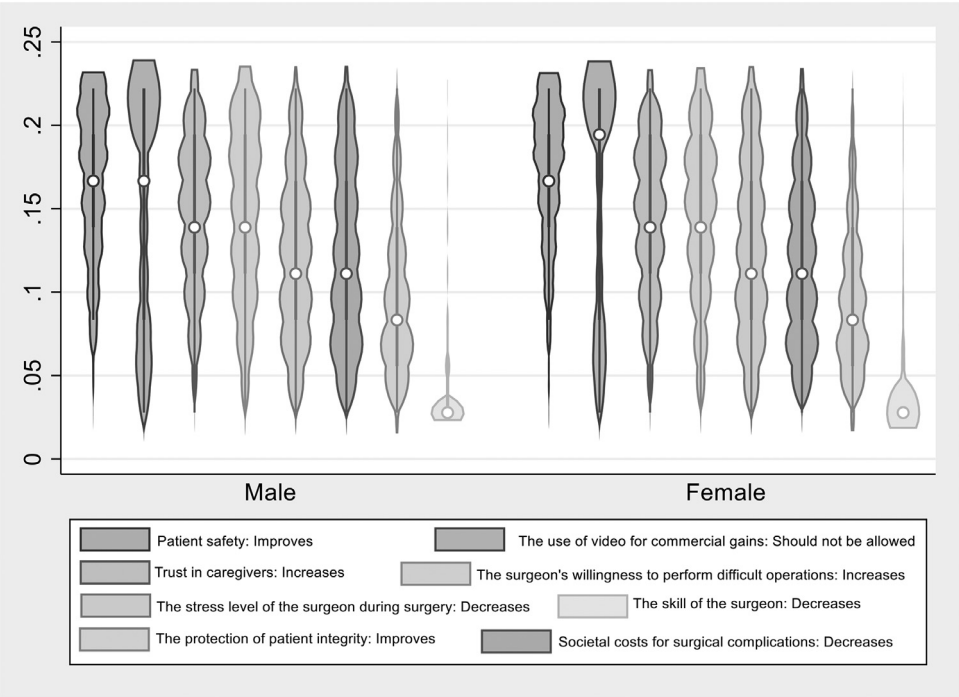 .25
.2
.15
.1
.05
0
Male Female
Patient safety: Improves The use of video for commercial gains: Should not be allowed
Trust in caregivers: Increases The surgeon's willingness to perform difficult operations: Increases
The stress level of the surgeon during surgery: Decreases The skill of the surgeon: Decreases
The protection of patient integrity: Improves Societal costs for surgical complications: Decreases